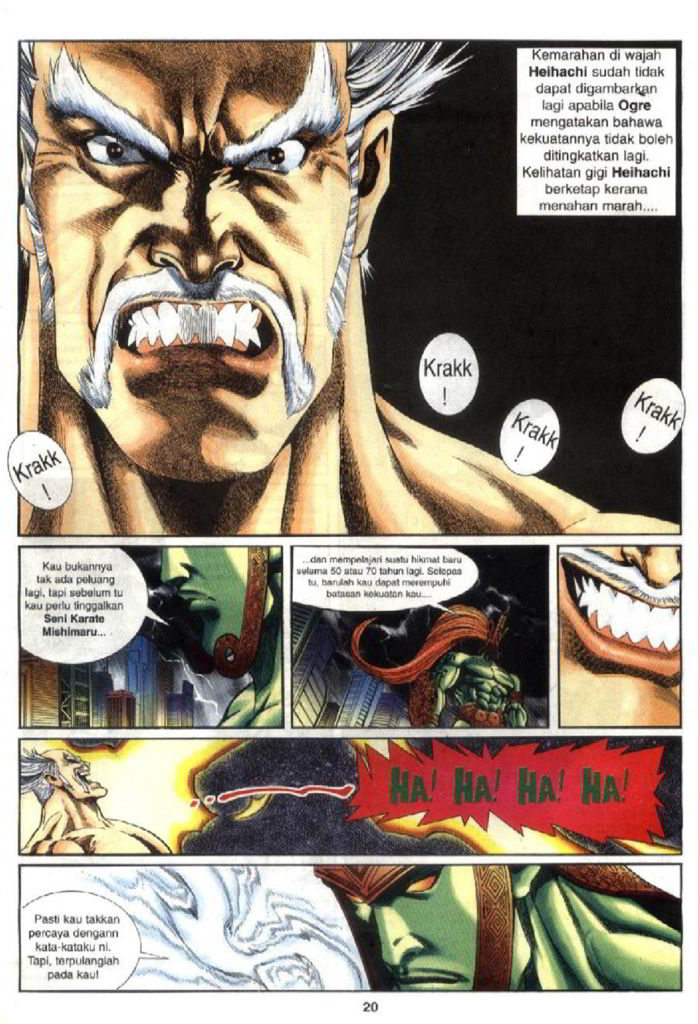 Kemarahan di wajah
Heihachi sudah tidak
dapat digambarkan
lagi apabila Ogre
mengatakan bahawa
kekuatannya tidak boleh
ditingkatkan lagi.
Kelihatan gigi Heihachi
berketap kerana
menahan marah....
Krakk
!
Krakk
!
Krakk
!
Krakk
!
Kau bukannya
tak ada peluang
lagi, tapi sebelum tu
kau perlu tinggalkan
Seni Karate
Mishimaru...
...dan mempelajari suatu hikmat baru
selama 50 atau 70 tahun lagi. Selepas
tu, barulah kau dapat merempuhi
batasan kekuatan kau....
HA! HA! HA! HA!
Pasti kau takkan
percaya dengann
kata-kataku ni.
Tapi, terpulanglah
pada kau!
20